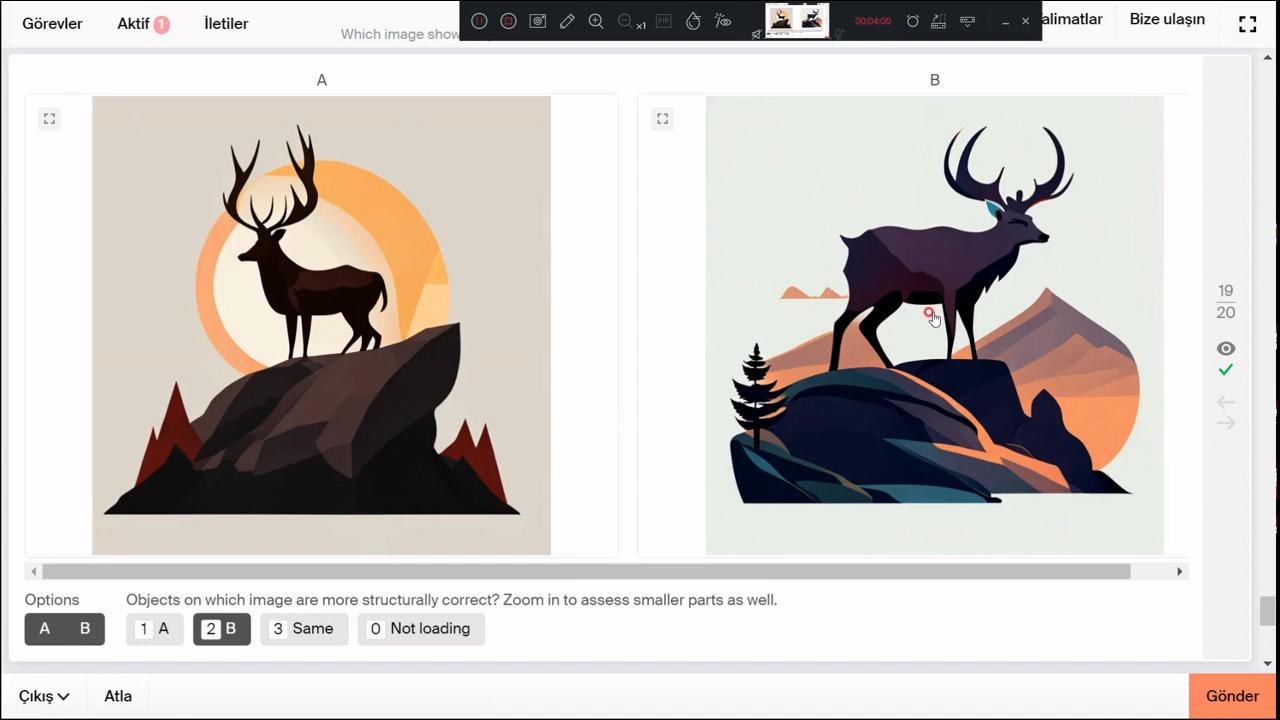 Görevler
Aktif 1
İletiler
Which image show
x1
PIP
00:04:00
alimatlar
Bize ulaşın
A
B
19
20
Options
Objects on which image are more structurally correct? Zoom in to assess smaller parts as well.
A B
1 A
2 B
3 Same
0 Not loading
Çıkış
Atla
Gönder